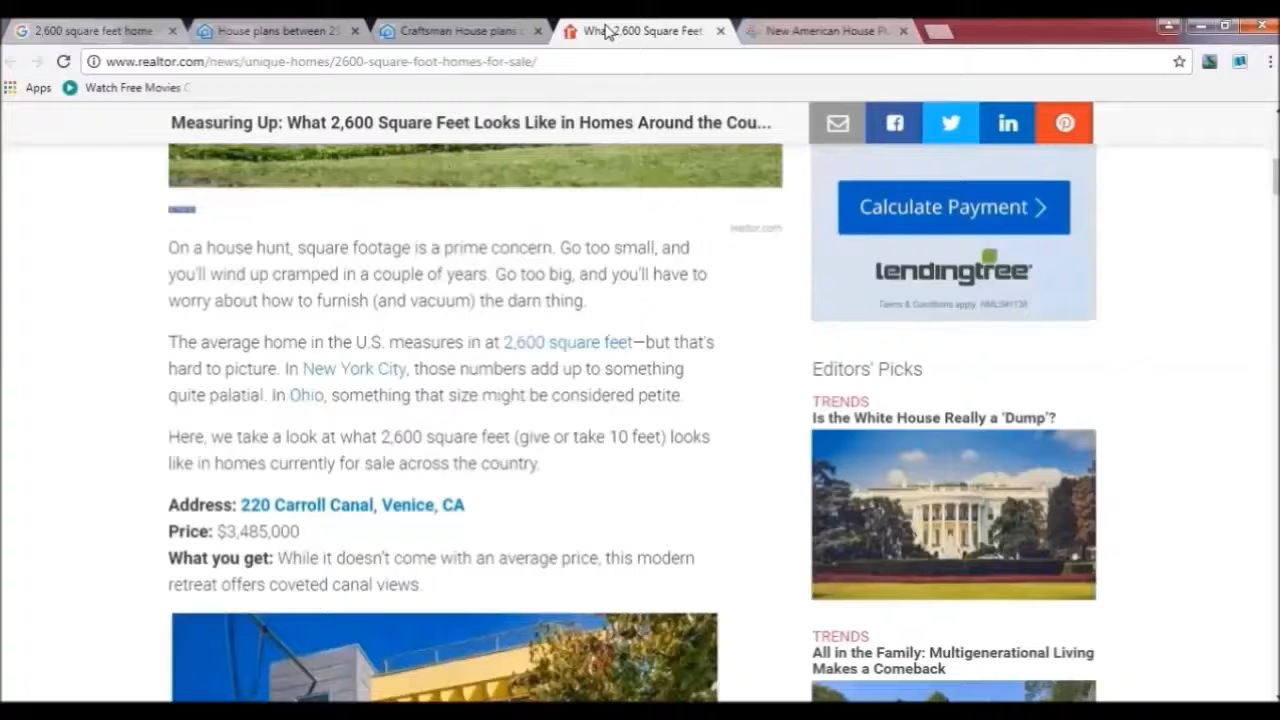 2,600 square feet home
House plans between 25
Craftsman House plans
What 2,600 Square Feet
New American House Pl
www.realtor.com/news/unique-homes/2600-square-foot-homes-for-sale/
Apps
Watch Free Movies
Measuring Up: What 2,600 Square Feet Looks Like in Homes Around the Cou...
realtor.com
On a house hunt, square footage is a prime concern. Go too small, and
you'll wind up cramped in a couple of years. Go too big, and you'll have to
worry about how to furnish (and vacuum) the darn thing.
The average home in the U.S. measures in at 2,600 square feet—but that's
hard to picture. In New York City, those numbers add up to something
quite palatial. In Ohio, something that size might be considered petite.
Here, we take a look at what 2,600 square feet (give or take 10 feet) looks
like in homes currently for sale across the country.
Address: 220 Carroll Canal, Venice, CA
Price: $3,485,000
What you get: While it doesn't come with an average price, this modern
retreat offers coveted canal views.
Calculate Payment
lendingtree
Terms & Conditions apply. NMLS#1136
Editors' Picks
TRENDS
Is the White House Really a 'Dump'?
TRENDS
All in the Family: Multigenerational Living
Makes a Comeback